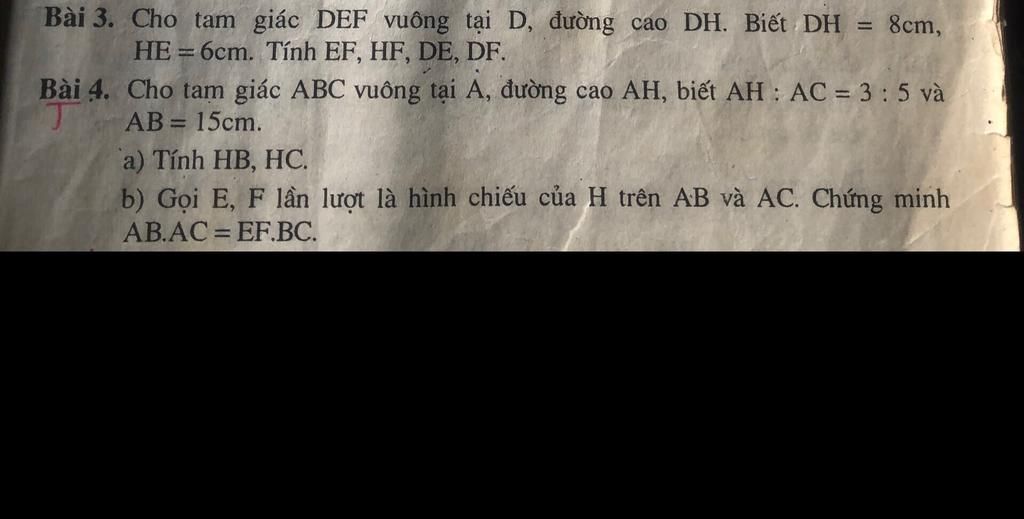 Bài 3. Cho tam giác DEF vuông tại D, đường cao DH. Biết DH = 8cm,
HE = 6cm. Tính EF, HF, DE, DF.
Bài 4. Cho tam giác ABC vuông tại A, đường cao AH, biết AH : AC = 3 : 5 và
AB = 15cm.
a) Tính HB, HC.
b) Gọi E, F lần lượt là hình chiếu của H trên AB và AC. Chứng minh
AB.AC = EF.BC.